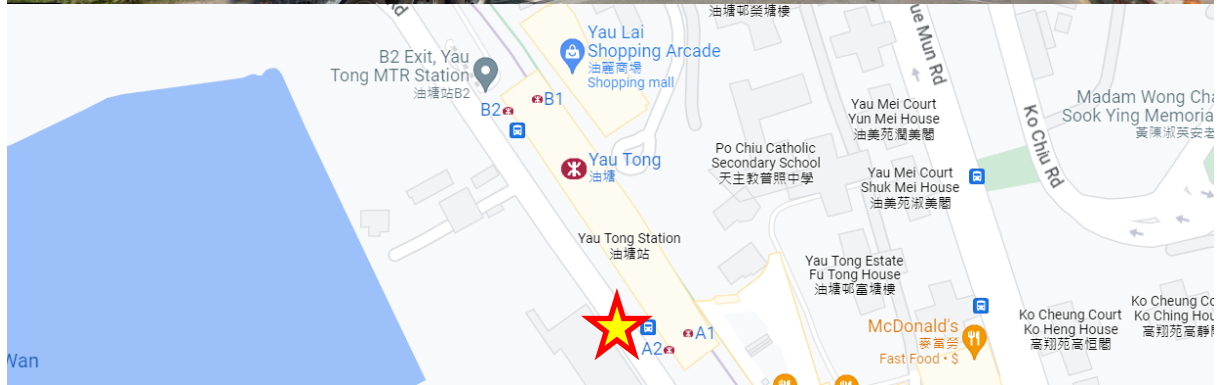 油塘邨榮塘樓
Rd
ue Mun Rd
Yau Lai
Shopping Arcade
油麗商場
Shopping mall
B2 Exit, Yau
Tong MTR Station
油塘站B2
B1
B2
Yau Tong
油塘
Yau Mei Court
Yun Mei House
油美苑潤美閣
Ko Chiu Rd
Madam Wong Cha
Sook Ying Memoria
黃陳淑英安老
Po Chiu Catholic
Secondary School
天主教普照中學
Yau Mei Court
Shuk Mei House
油美苑淑美閣
Yau Tong Station
油塘站
Yau Tong Estate
Fu Tong House
油塘邨富塘樓
McDonald's
麥當勞
Fast Food • $
Ko Cheung Court
Ko Heng House
高翔苑高恒閣
Ko Cheung Co
Ko Ching Hou
高翔苑高靜
A1
A2
Wan